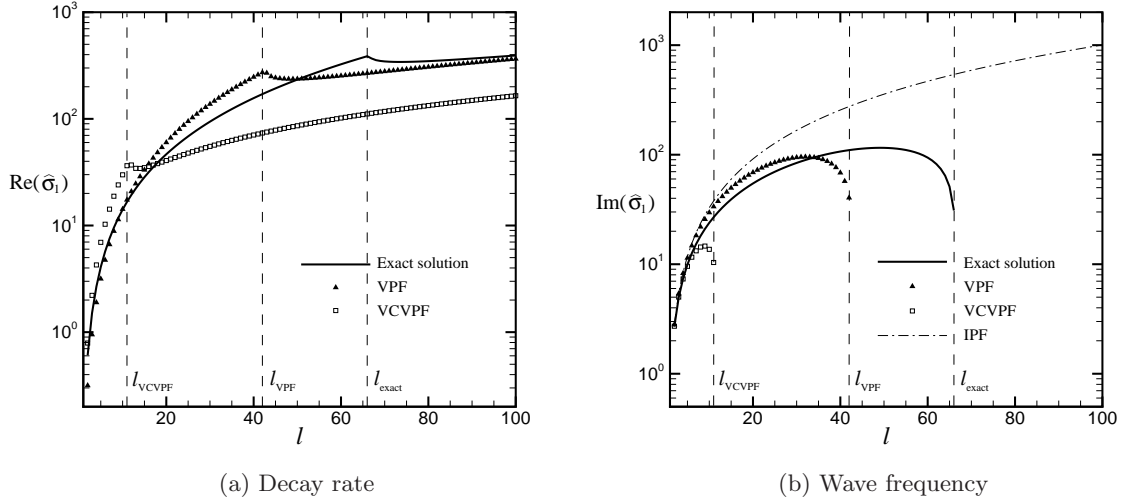 10³
10²
10¹
10⁰
Re(σ̂₁)
Exact solution
VPF
VCVPF
l_VCVPF
l_VPF
l_exact
20
40
60
80
100
l
(a) Decay rate
10³
10²
10¹
10⁰
Im(σ̂₁)
Exact solution
VPF
VCVPF
IPF
l_VCVPF
l_VPF
l_exact
20
40
60
80
100
l
(b) Wave frequency